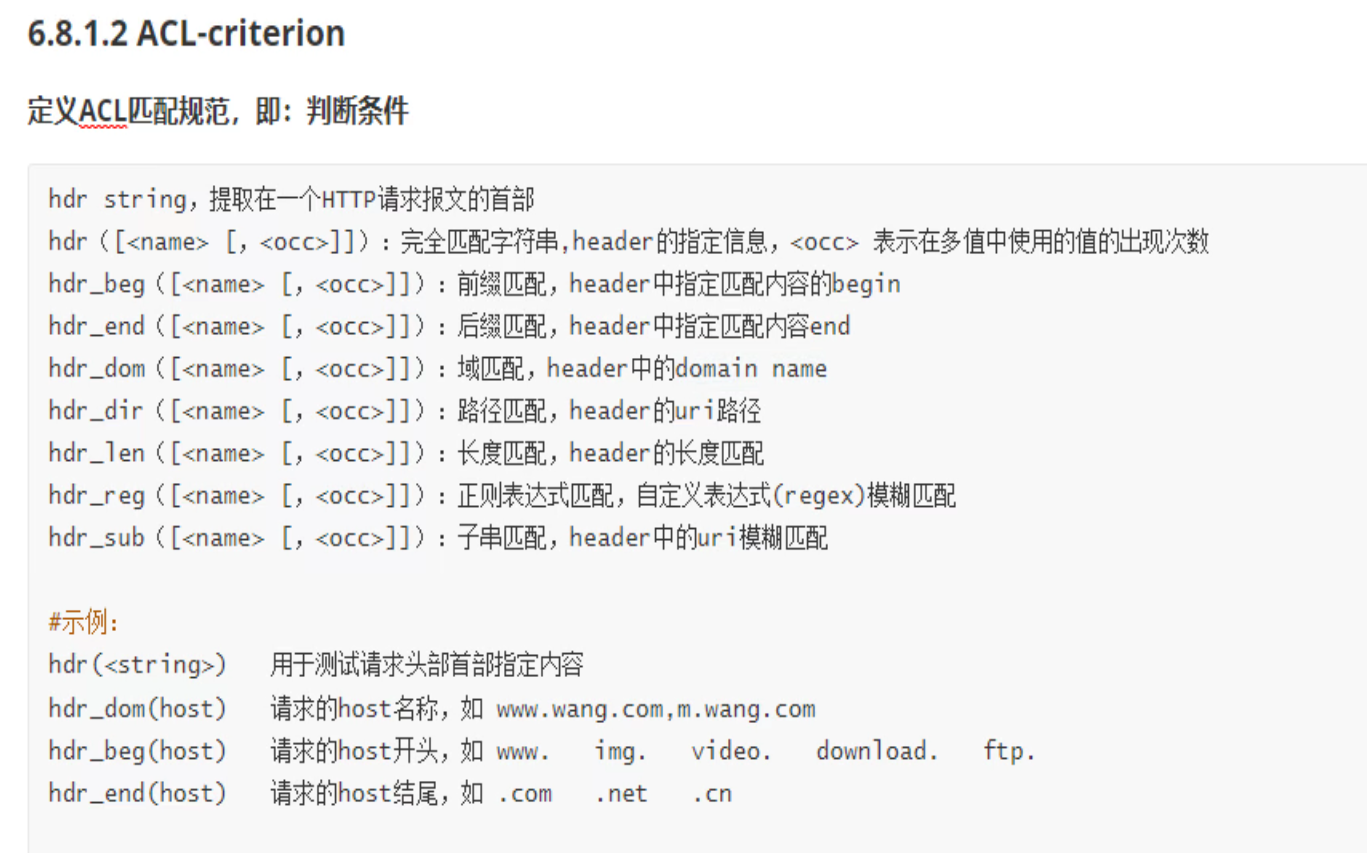 6.8.1.2 ACL-criterion
定义ACL匹配规范，即：判断条件
hdr string，提取在一个HTTP请求报文的首部
hdr（[<name> [，<occ>]]）：完全匹配字符串,header的指定信息，<occ> 表示在多值中使用的值的出现次数
hdr_beg（[<name> [，<occ>]]）：前缀匹配，header中指定匹配内容的begin
hdr_end（[<name> [，<occ>]]）：后缀匹配，header中指定匹配内容end
hdr_dom（[<name> [，<occ>]]）：域匹配，header中的domain name
hdr_dir（[<name> [，<occ>]]）：路径匹配，header的uri路径
hdr_len（[<name> [，<occ>]]）：长度匹配，header的长度匹配
hdr_reg（[<name> [，<occ>]]）：正则表达式匹配，自定义表达式(regex)模糊匹配
hdr_sub（[<name> [，<occ>]]）：子串匹配，header中的uri模糊匹配
#示例：
hdr(<string>) 用于测试请求头部首部指定内容
hdr_dom(host) 请求的host名称，如 www.wang.com,m.wang.com
hdr_beg(host) 请求的host开头，如 www. img. video. download. ftp.
hdr_end(host) 请求的host结尾，如 .com .net .cn